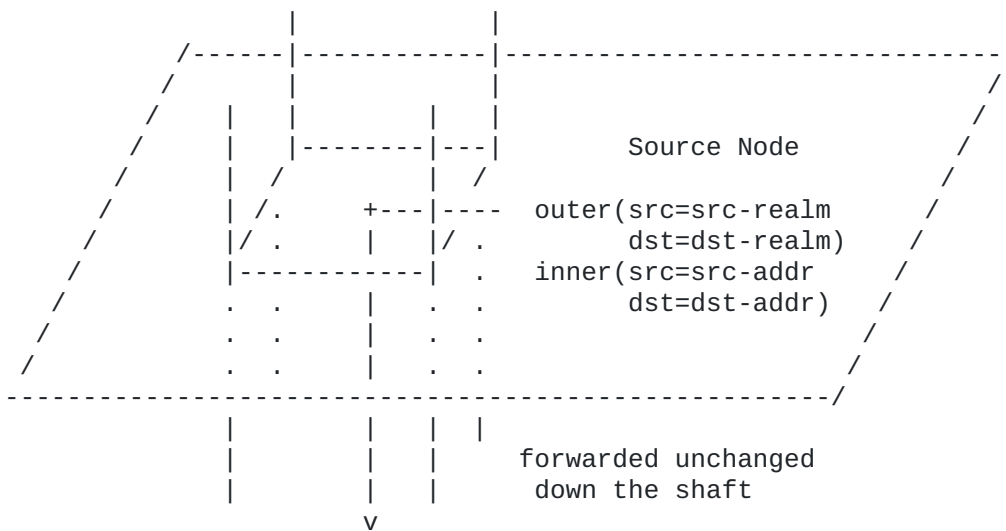 Source Node
outer(src=src-realm
dst=dst-realm)
inner(src=src-addr
dst=dst-addr)
forwarded unchanged
down the shaft
v